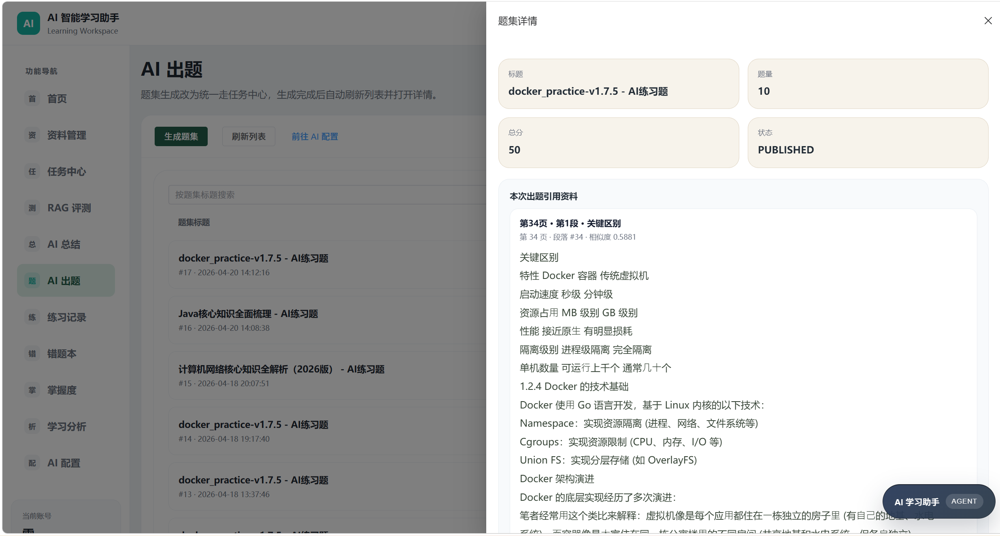 AI
AI 智能学习助手
Learning Workspace
功能导航
首 首页
资 资料管理
任 任务中心
测 RAG 评测
总 AI 总结
题 AI 出题
练 练习记录
错 错题本
掌 掌握度
析 学习分析
配 AI 配置
当前账号
AI 出题
题集生成改为统一走任务中心，生成完成后自动刷新列表并打开详情。
生成题集 刷新列表 前往 AI 配置
按题集标题搜索
题集标题
docker_practice-v1.7.5 - AI练习题
#17 · 2026-04-20 14:12:16
Java核心知识全面梳理 - AI练习题
#16 · 2026-04-20 14:08:38
计算机网络核心知识全解析（2026版） - AI练习题
#15 · 2026-04-18 20:07:51
docker_practice-v1.7.5 - AI练习题
#14 · 2026-04-18 19:17:40
docker_practice-v1.7.5 - AI练习题
#13 · 2026-04-18 13:37:46
题集详情
标题
docker_practice-v1.7.5 - AI练习题
题量
10
总分
50
状态
PUBLISHED
本次出题引用资料
第34页 • 第1段 • 关键区别
第 34 页 · 段落 #34 · 相似度 0.5881
关键区别
特性 Docker 容器 传统虚拟机
启动速度 秒级 分钟级
资源占用 MB 级别 GB 级别
性能 接近原生 有明显损耗
隔离级别 进程级隔离 完全隔离
单机数量 可运行上千个 通常几十个
1.2.4 Docker 的技术基础
Docker 使用 Go 语言开发，基于 Linux 内核的以下技术：
Namespace：实现资源隔离 (进程、网络、文件系统等)
Cgroups：实现资源限制 (CPU、内存、I/O 等)
Union FS：实现分层存储 (如 OverlayFS)
Docker 架构演进
Docker 的底层实现经历了多次演进：
笔者经常用这个类比来解释：虚拟机像是每个应用都住在一栋独立的房子里 (有自己的地基、水电
AI 学习助手 AGENT